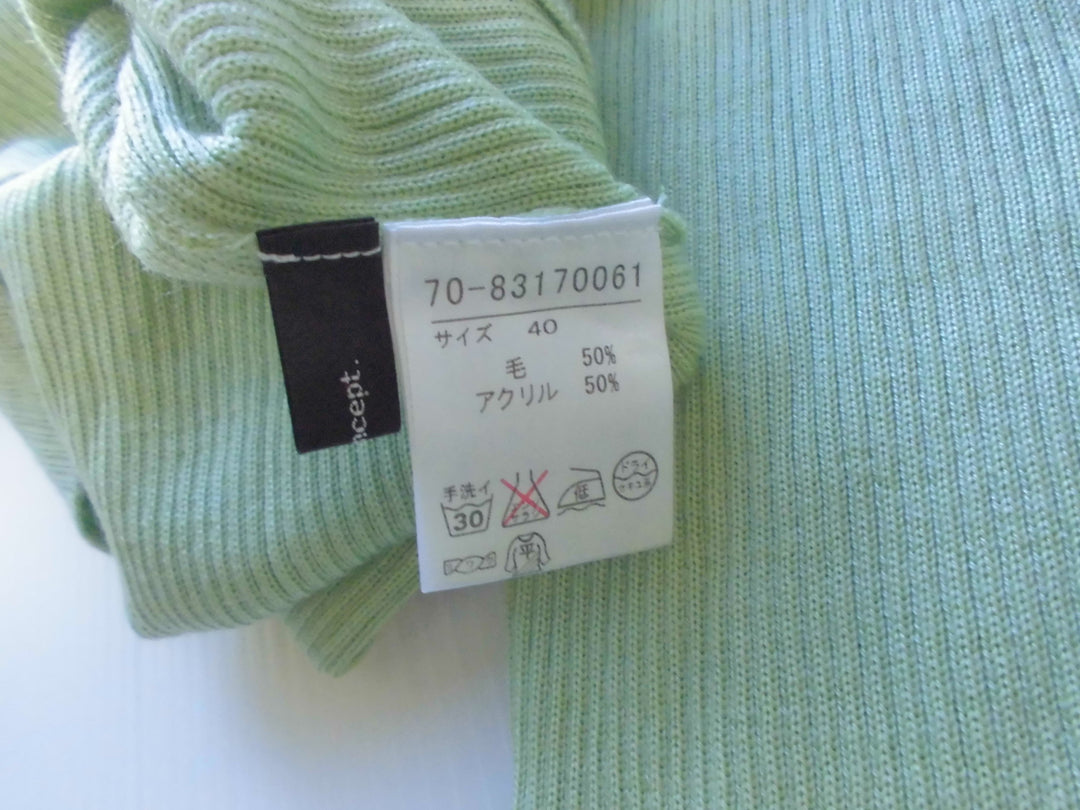 70-83170061
サイズ 40
毛 50%
アクリル 50%
手洗イ
30
低
ドライ
平
ncept.